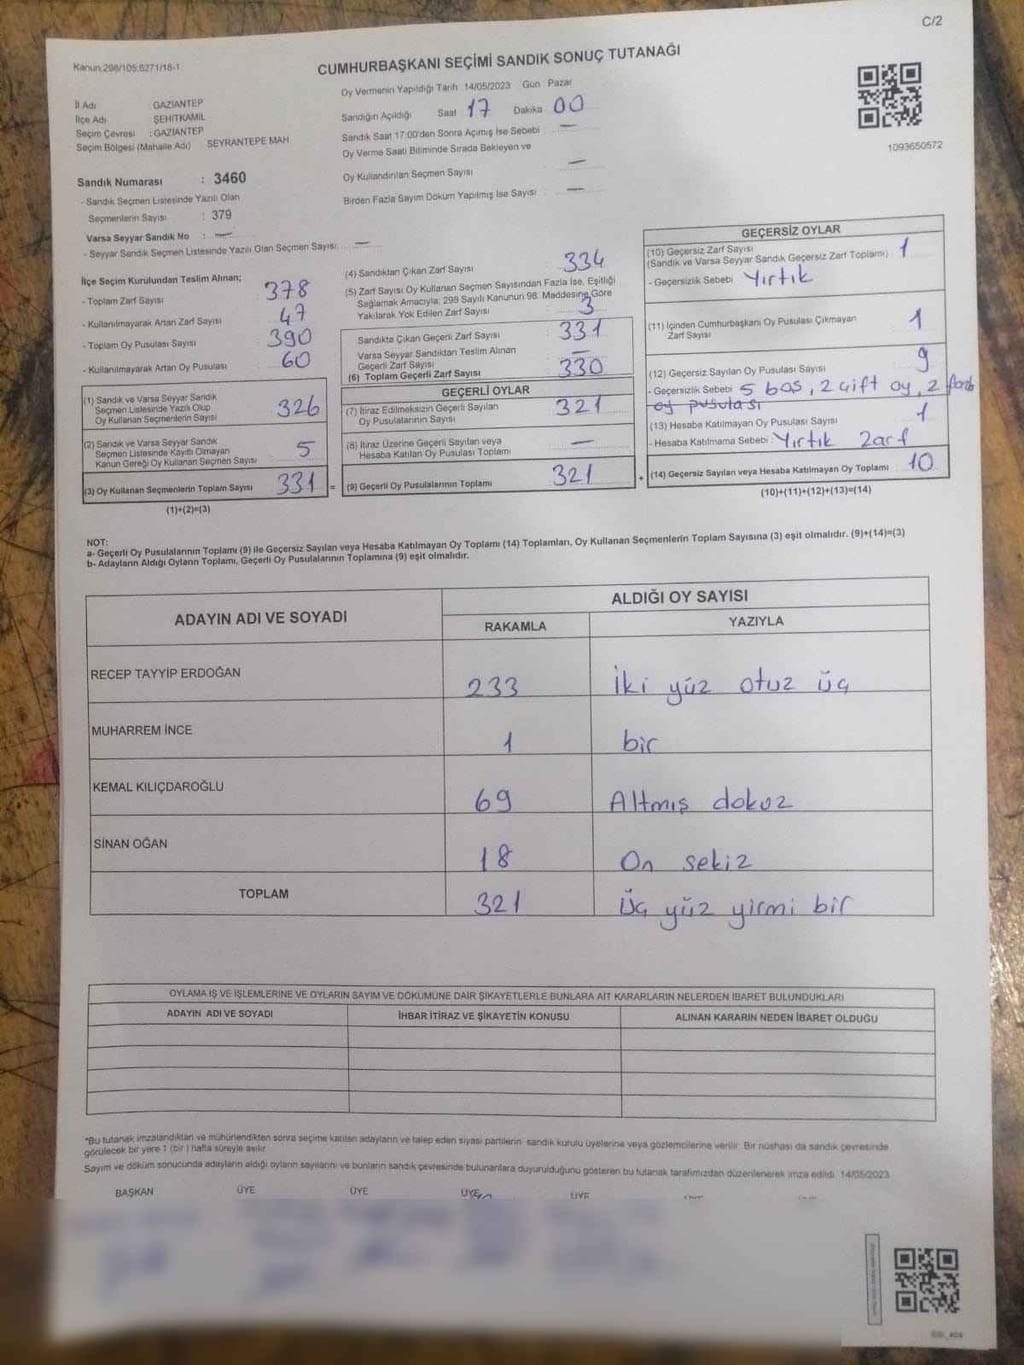 C/2
Kanun:298/105;6271/18-1
CUMHURBAŞKANI SEÇİMİ SANDIK SONUÇ TUTANAĞI
Oy Vermenin Yapıldığı Tarih 14/05/2023 Gün Pazar
İl Adı GAZİANTEP
İlçe Adı ŞEHİTKAMİL
Seçim Çevresi : GAZİANTEP
Seçim Bölgesi (Mahalle Adı) SEYRANTEPE MAH
Sandığın Açıldığı Saat 17 Dakika 00
Sandık Saat 17:00'den Sonra Açımış İse Sebebi —
Oy Verme Saati Bitiminde Sırada Bekleyen ve
Oy Kullandırılan Seçmen Sayısı —
Birden Fazla Sayım Döküm Yapılmış İse Sayısı —
1093650572
Sandık Numarası : 3460
- Sandık Seçmen Listesinde Yazılı Olan
Seçmenlerin Sayısı : 379
Varsa Seyyar Sandık No : —
- Seyyar Sandık Seçmen Listesinde Yazılı Olan Seçmen Sayısı: —
İlçe Seçim Kurulundan Teslim Alınan;
- Toplam Zarf Sayısı 378
- Kullanılmayarak Artan Zarf Sayısı 47
- Toplam Oy Pusulası Sayısı 390
- Kullanılmayarak Artan Oy Pusulası 60
(1) Sandık ve Varsa Seyyar Sandık
Seçmen Listesinde Yazılı Olup
Oy Kullanan Seçmenlerin Sayısı 326
(2) Sandık ve Varsa Seyyar Sandık
Seçmen Listesinde Kayıtlı Olmayan
Kanun Gereği Oy Kullanan Seçmen Sayısı 5
(3) Oy Kullanan Seçmenlerin Toplam Sayısı 331 =
(1)+(2)=(3)
(4) Sandıktan Çıkan Zarf Sayısı 334
(5) Zarf Sayısı Oy Kullanan Seçmen Sayısından Fazla İse, Eşitliği
Sağlamak Amacıyla; 298 Sayılı Kanunun 98. Maddesine Göre
Yakılarak Yok Edilen Zarf Sayısı 3
Sandıkta Çıkan Geçerli Zarf Sayısı 331
Varsa Seyyar Sandıktan Teslim Alınan
Geçerli Zarf Sayısı —
(6) Toplam Geçerli Zarf Sayısı 330
GEÇERLİ OYLAR
(7) İtiraz Edilmeksizin Geçerli Sayılan
Oy Pusulalarının Sayısı 321
(8) İtiraz Üzerine Geçerli Sayılan veya
Hesaba Katılan Oy Pusulası Toplamı —
(9) Geçerli Oy Pusulalarının Toplamı 321 +
GEÇERSİZ OYLAR
(10) Geçersiz Zarf Sayısı
(Sandık ve Varsa Seyyar Sandık Geçersiz Zarf Toplamı) 1
- Geçersizlik Sebebi Yırtık
(11) İçinden Cumhurbaşkanı Oy Pusulası Çıkmayan
Zarf Sayısı 1
(12) Geçersiz Sayılan Oy Pusulası Sayısı 9
- Geçersizlik Sebebi 5 boş, 2 çift oy, 2 farklı
oy pusulası
(13) Hesaba Katılmayan Oy Pusulası Sayısı 1
- Hesaba Katılmama Sebebi Yırtık Zarf
(14) Geçersiz Sayılan veya Hesaba Katılmayan Oy Toplamı 10
(10)+(11)+(12)+(13)=(14)
NOT:
a- Geçerli Oy Pusulalarının Toplamı (9) ile Geçersiz Sayılan veya Hesaba Katılmayan Oy Toplamı (14) Toplamları, Oy Kullanan Seçmenlerin Toplam Sayısına (3) eşit olmalıdır. (9)+(14)=(3)
b- Adayların Aldığı Oyların Toplamı, Geçerli Oy Pusulalarının Toplamına (9) eşit olmalıdır.
ADAYIN ADI VE SOYADI ALDIĞI OY SAYISI
RAKAMLA YAZIYLA
RECEP TAYYİP ERDOĞAN 233 İki yüz otuz üç
MUHARREM İNCE 1 bir
KEMAL KILIÇDAROĞLU 69 Altmış dokuz
SİNAN OĞAN 18 On sekiz
TOPLAM 321 Üç yüz yirmi bir
OYLAMA İŞ VE İŞLEMLERİNE VE OYLARIN SAYIM VE DÖKÜMÜNE DAİR ŞİKAYETLERLE BUNLARA AİT KARARLARIN NELERDEN İBARET BULUNDUKLARI
ADAYIN ADI VE SOYADI İHBAR İTİRAZ VE ŞİKAYETİN KONUSU ALINAN KARARIN NEDEN İBARET OLDUĞU
*Bu tutanak imzalandıktan ve mühürlendikten sonra seçime katılan adayların ve talep eden siyasi partilerin sandık kurulu üyelerine veya gözlemcilerine verilir. Bir nüshası da sandık çevresinde
görülecek bir yere 1 (bir) hafta süreyle asılır.
Sayım ve döküm sonucunda adayların aldığı oyların sayılarını ve bunların sandık çevresinde bulunanlara duyurulduğunu gösteren bu tutanak tarafımızdan düzenlenerek imza edildi. 14/05/2023
BAŞKAN ÜYE ÜYE ÜYE ÜYE